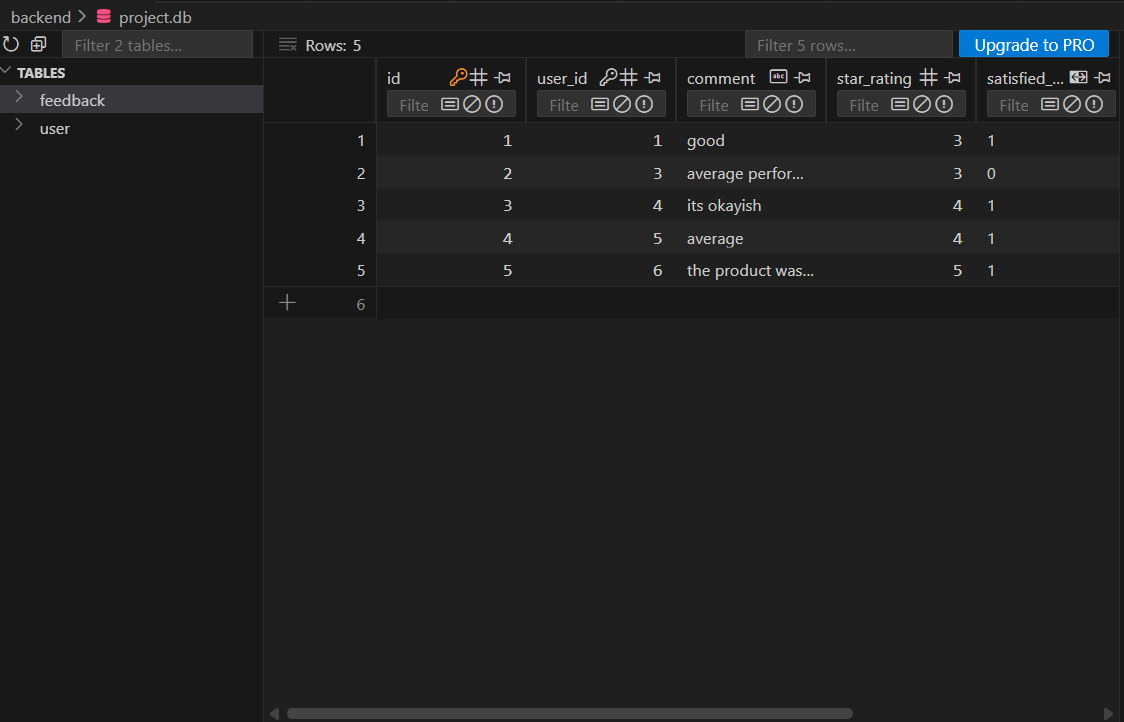 backend > project.db
Filter 2 tables...
Rows: 5
Filter 5 rows...
Upgrade to PRO
TABLES
feedback
user
id user_id comment abc star_rating satisfied_...
Filte Filte Filte Filte Filte
1 1 1 good 3 1
2 2 3 average perfor... 3 0
3 3 4 its okayish 4 1
4 4 5 average 4 1
5 5 6 the product was... 5 1
6